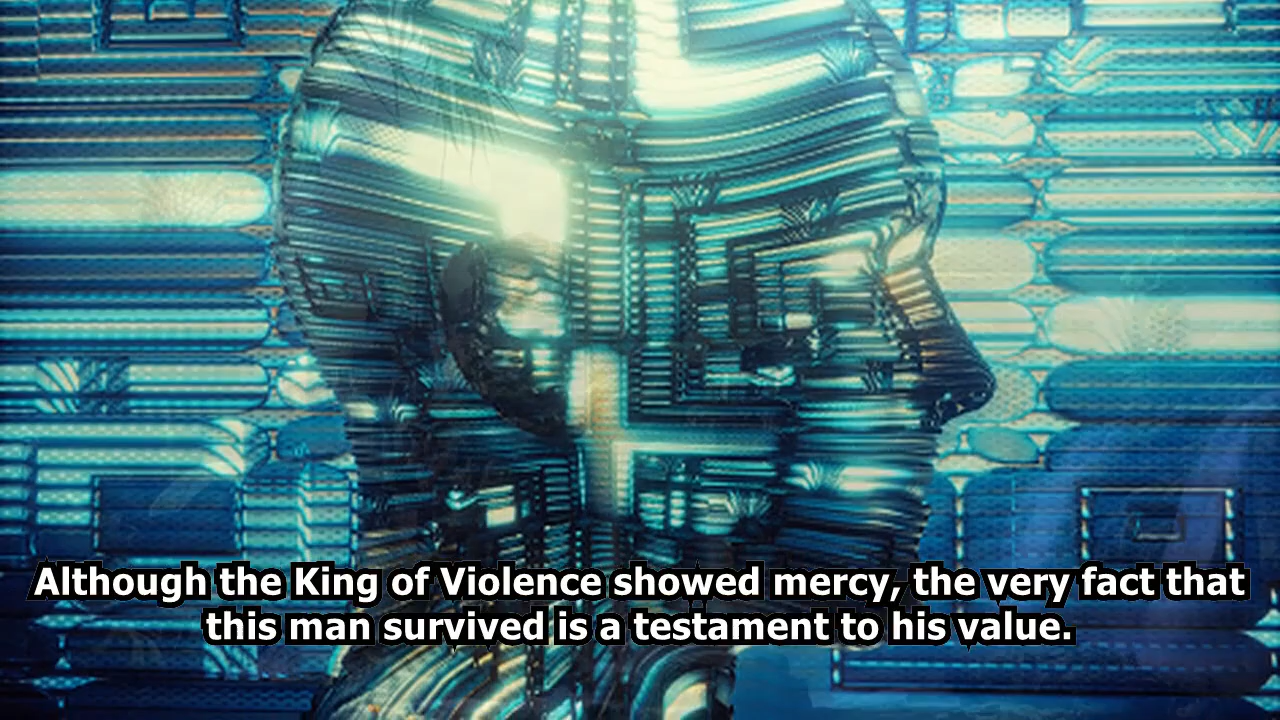 Although the King of Violence showed mercy, the very fact that
this man survived is a testament to his value.